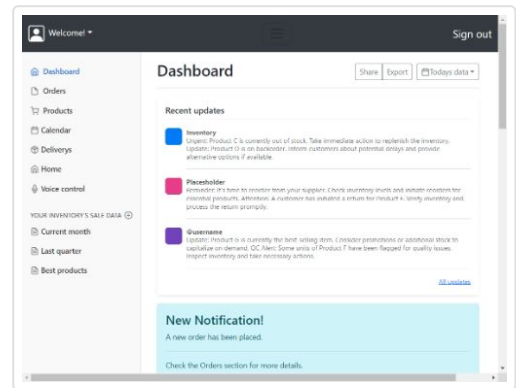 Welcome!
Sign out
Dashboard
Orders
Products
Calendar
Deliverys
Home
Voice control
YOUR INVENTORY'S SALE DATA
Current month
Last quarter
Best products
Dashboard
Share
Export
Todays data
Recent updates
Inventory
Urgent: Product C is currently out of stock. Take immediate action to replenish the inventory.
Update: Product D is on backorder. Inform customers about potential delays and provide
alternative options if available.
Placesholder
Reminder: It's time to reorder from your supplier. Check inventory levels and initiate reorders for
essential products. Attention: A customer has initiated a return for Product E. Verify inventory and
process the return promptly.
@username
Update: Product B is currently the best selling item. Consider promotions or additional stock to
capitalize on demand. QC Alert: Some units of Product F have been flagged for quality issues.
Inspect inventory and take necessary actions.
All updates
New Notification!
A new order has been placed.
Check the Orders section for more details.